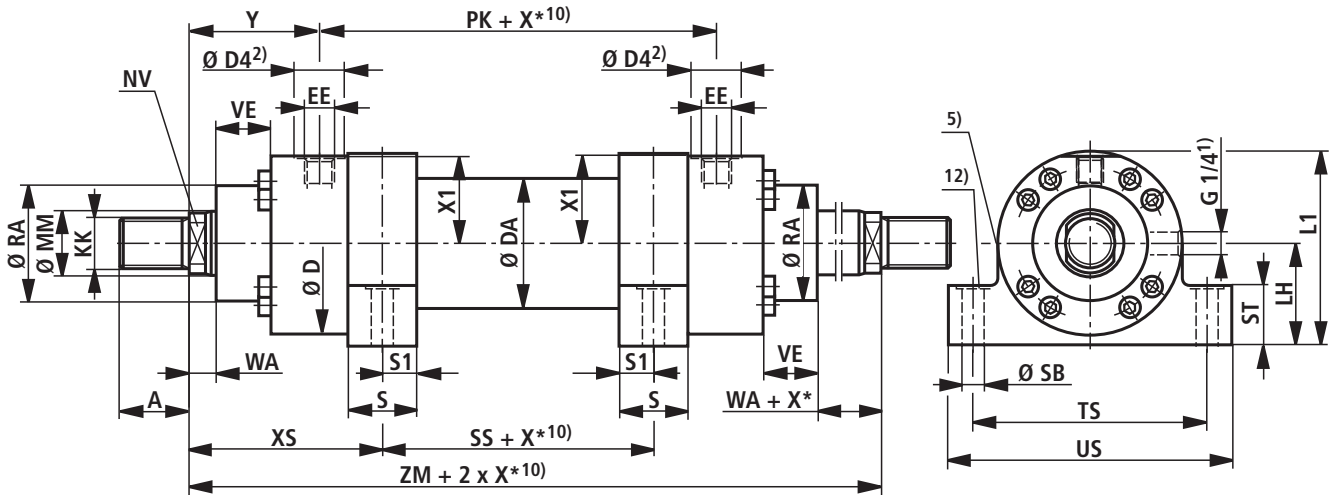 Y
PK + X*10)
Ø D42)
Ø D42)
NV
EE
EE
VE
5)
12)
G 1/41)
X1
X1
Ø RA
Ø MM
KK
Ø D
Ø DA
Ø RA
L1
LH
ST
WA
S1
S1
VE
Ø SB
A
S
S
WA + X*
TS
XS
SS + X*10)
US
ZM + 2 x X*10)